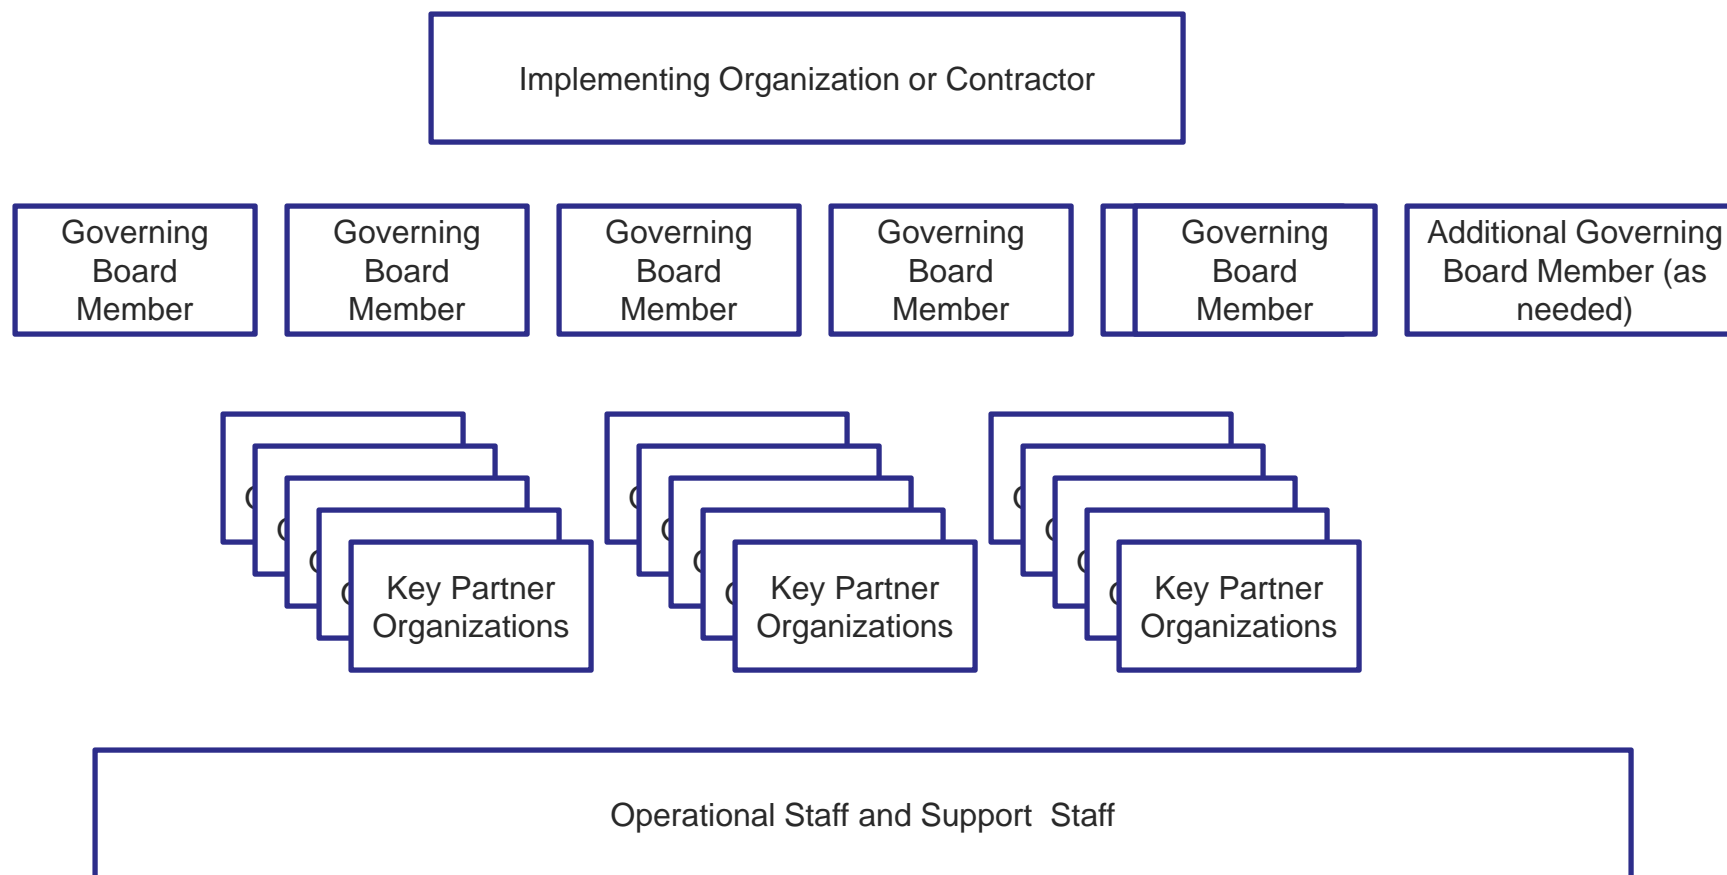 Implementing Organization or Contractor
Governing
Board
Member
Governing
Board
Member
Governing
Board
Member
Governing
Board
Member
Governing
Board
Member
Additional Governing
Board Member (as
needed)
Key Partner
Organizations
Key Partner
Organizations
Key Partner
Organizations
Operational Staff and Support  Staff